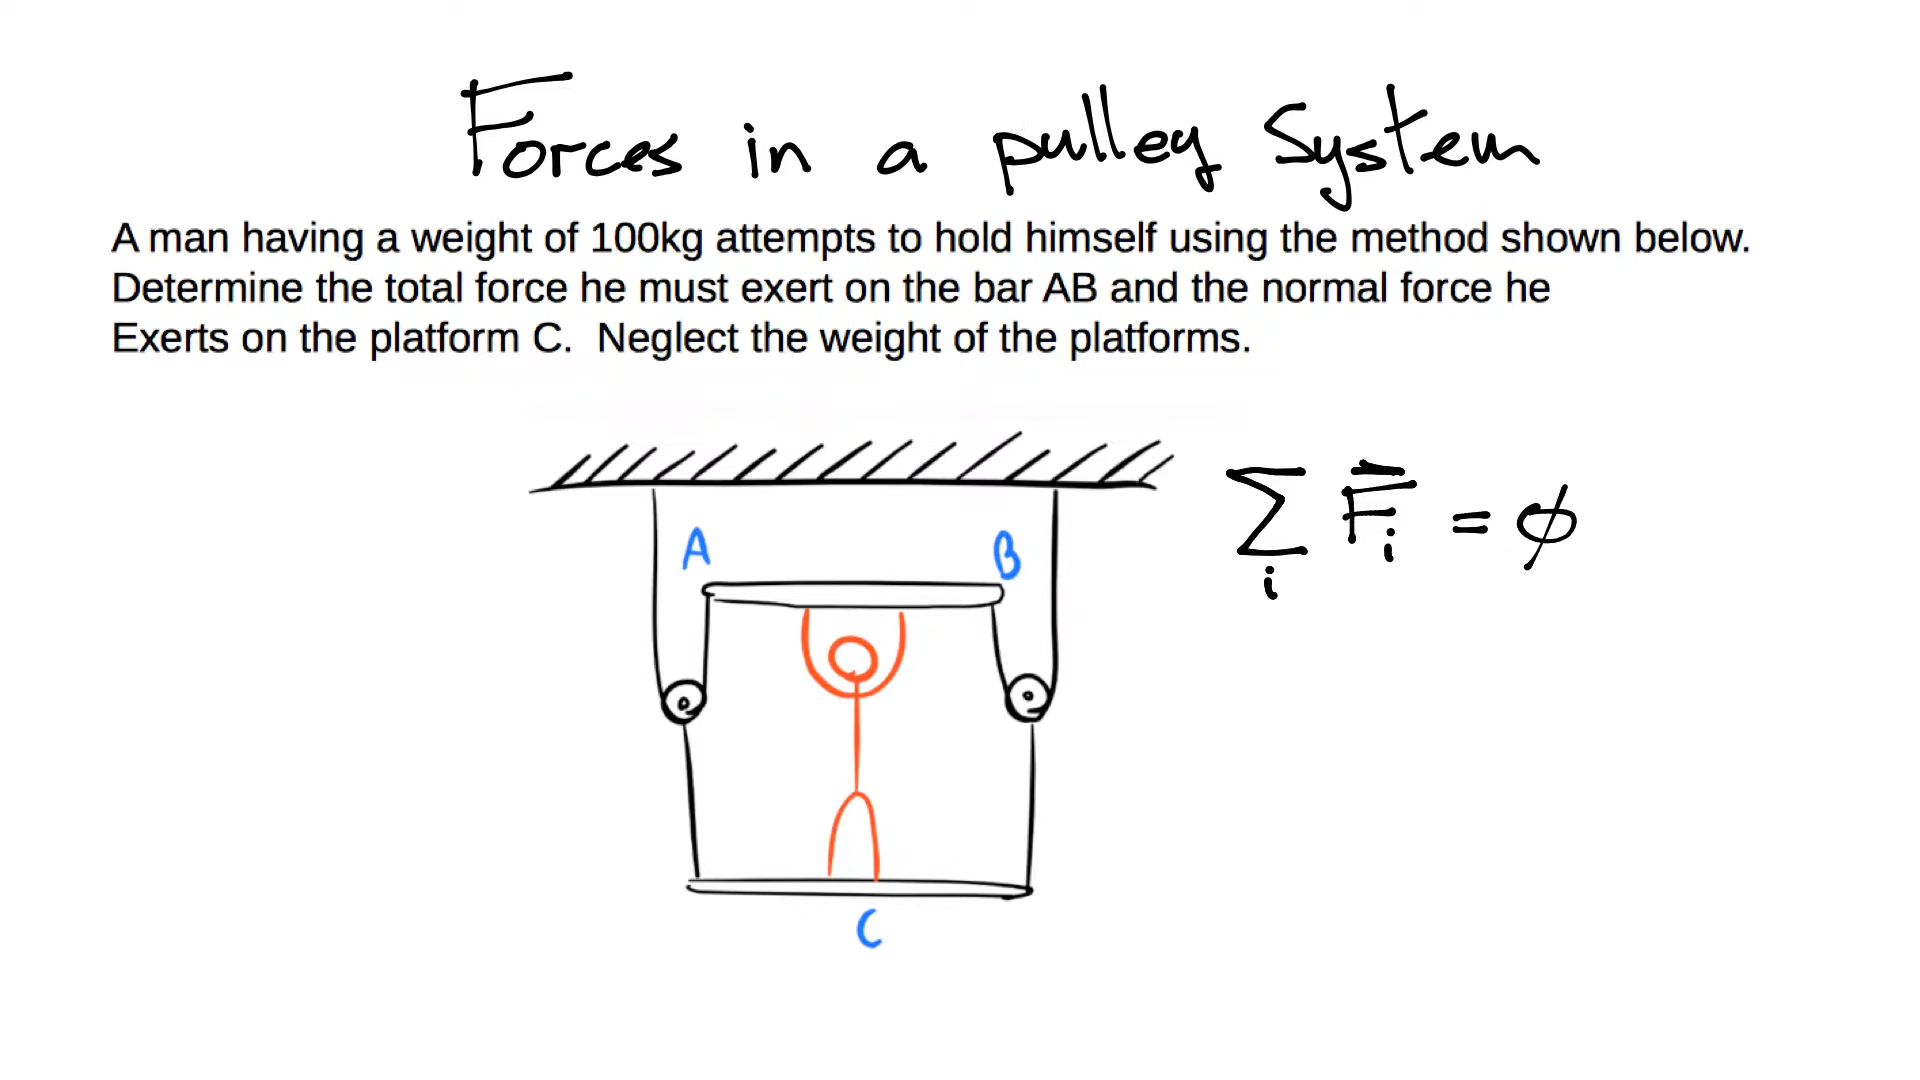 Forces in a pulley System
A man having a weight of 100kg attempts to hold himself using the method shown below.
Determine the total force he must exert on the bar AB and the normal force he
Exerts on the platform C. Neglect the weight of the platforms.
A
B
∑ F⃗i = ϕ
i
C